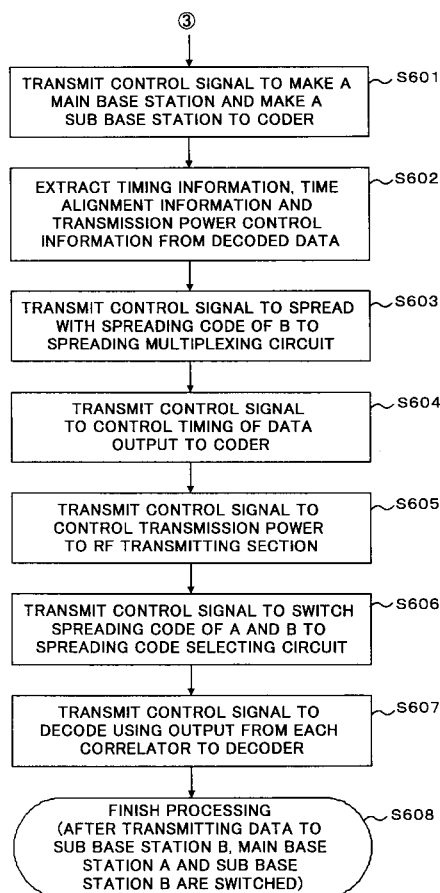 ③
TRANSMIT CONTROL SIGNAL TO MAKE A
MAIN BASE STATION AND MAKE A
SUB BASE STATION TO CODER
S601
EXTRACT TIMING INFORMATION, TIME
ALIGNMENT INFORMATION AND
TRANSMISSION POWER CONTROL
INFORMATION FROM DECODED DATA
S602
TRANSMIT CONTROL SIGNAL TO SPREAD
WITH SPREADING CODE OF B TO
SPREADING MULTIPLEXING CIRCUIT
S603
TRANSMIT CONTROL SIGNAL
TO CONTROL TIMING OF DATA
OUTPUT TO CODER
S604
TRANSMIT CONTROL SIGNAL TO
CONTROL TRANSMISSION POWER
TO RF TRANSMITTING SECTION
S605
TRANSMIT CONTROL SIGNAL TO SWITCH
SPREADING CODE OF A AND B TO
SPREADING CODE SELECTING CIRCUIT
S606
TRANSMIT CONTROL SIGNAL TO
DECODE USING OUTPUT FROM EACH
CORRELATOR TO DECODER
S607
FINISH PROCESSING
(AFTER TRANSMITTING DATA TO
SUB BASE STATION B, MAIN BASE
STATION A AND SUB BASE
STATION B ARE SWITCHED)
S608